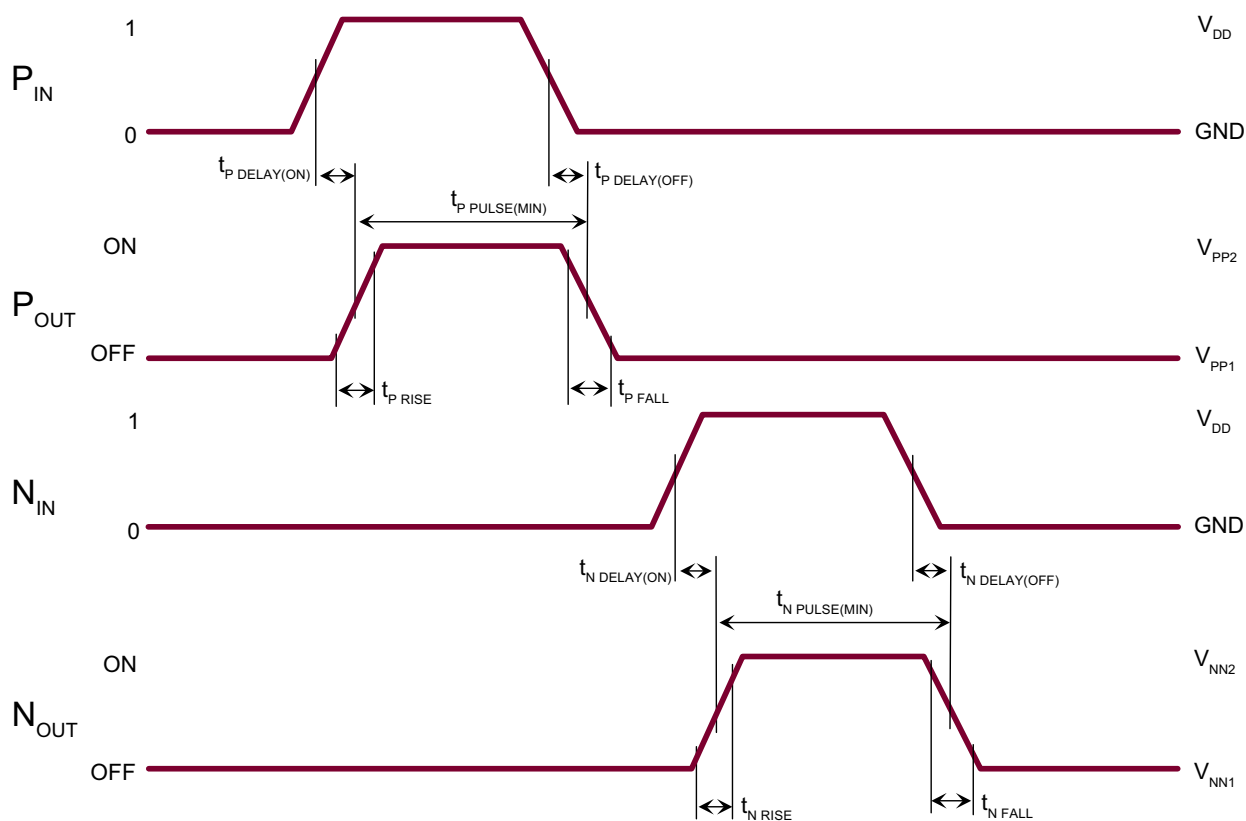 1 V_DD
P_IN
0 GND
t_P DELAY(ON) t_P DELAY(OFF)
t_P PULSE(MIN)
ON V_PP2
P_OUT
OFF V_PP1
t_P RISE t_P FALL
1 V_DD
N_IN
0 GND
t_N DELAY(ON) t_N DELAY(OFF)
t_N PULSE(MIN)
ON V_NN2
N_OUT
OFF V_NN1
t_N RISE t_N FALL